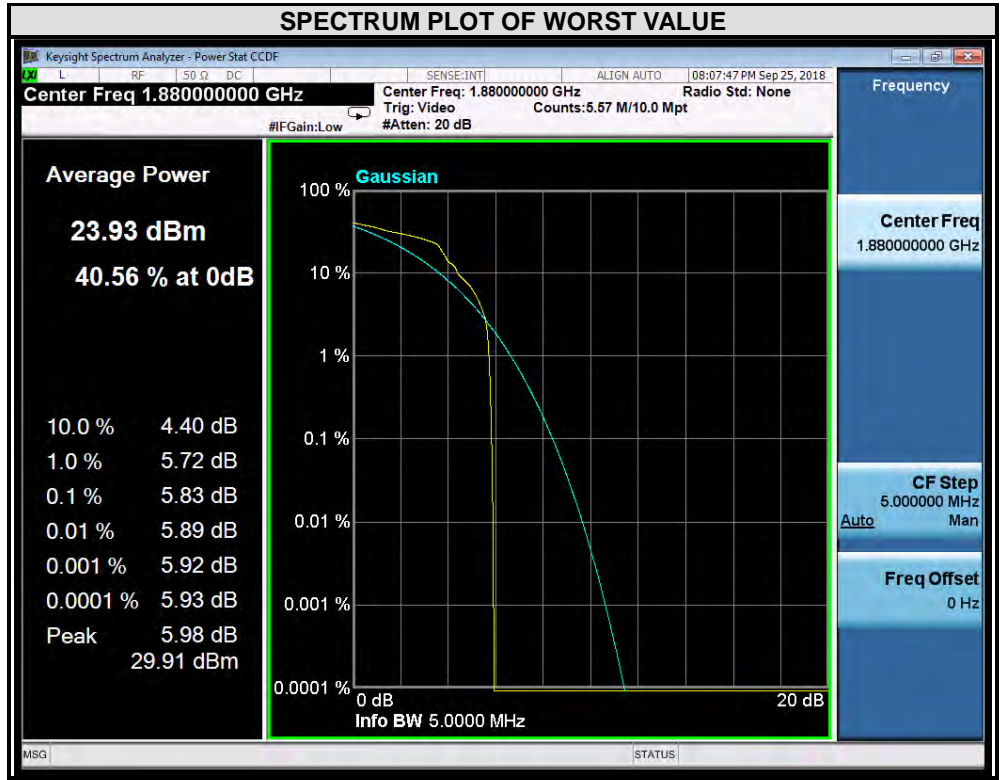 SPECTRUM PLOT OF WORST VALUE
Keysight Spectrum Analyzer - Power Stat CCDF
LXI L RF 50 Ω DC SENSE:INT ALIGN AUTO 08:07:47 PM Sep 25, 2018
Center Freq 1.880000000 GHz
Center Freq: 1.880000000 GHz Radio Std: None
Trig: Video Counts:5.57 M/10.0 Mpt
#IFGain:Low #Atten: 20 dB
Frequency
Average Power
23.93 dBm
40.56 % at 0dB
10.0 % 4.40 dB
1.0 % 5.72 dB
0.1 % 5.83 dB
0.01 % 5.89 dB
0.001 % 5.92 dB
0.0001 % 5.93 dB
Peak 5.98 dB
29.91 dBm
Gaussian
100 %
10 %
1 %
0.1 %
0.01 %
0.001 %
0.0001 %
0 dB 20 dB
Info BW 5.0000 MHz
Center Freq
1.880000000 GHz
CF Step
5.000000 MHz
Auto Man
Freq Offset
0 Hz
MSG STATUS